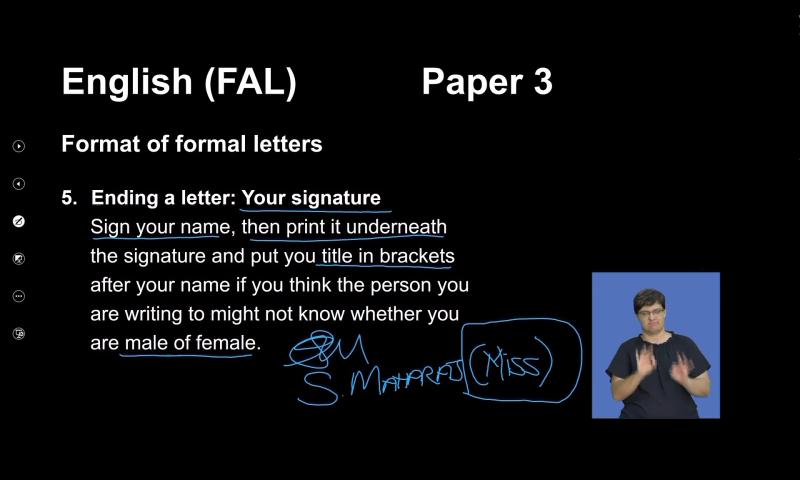 English (FAL) Paper 3
Format of formal letters
5. Ending a letter: Your signature
Sign your name, then print it underneath
the signature and put you title in brackets
after your name if you think the person you
are writing to might not know whether you
are male of female.
S. MAHARAJ (MISS)